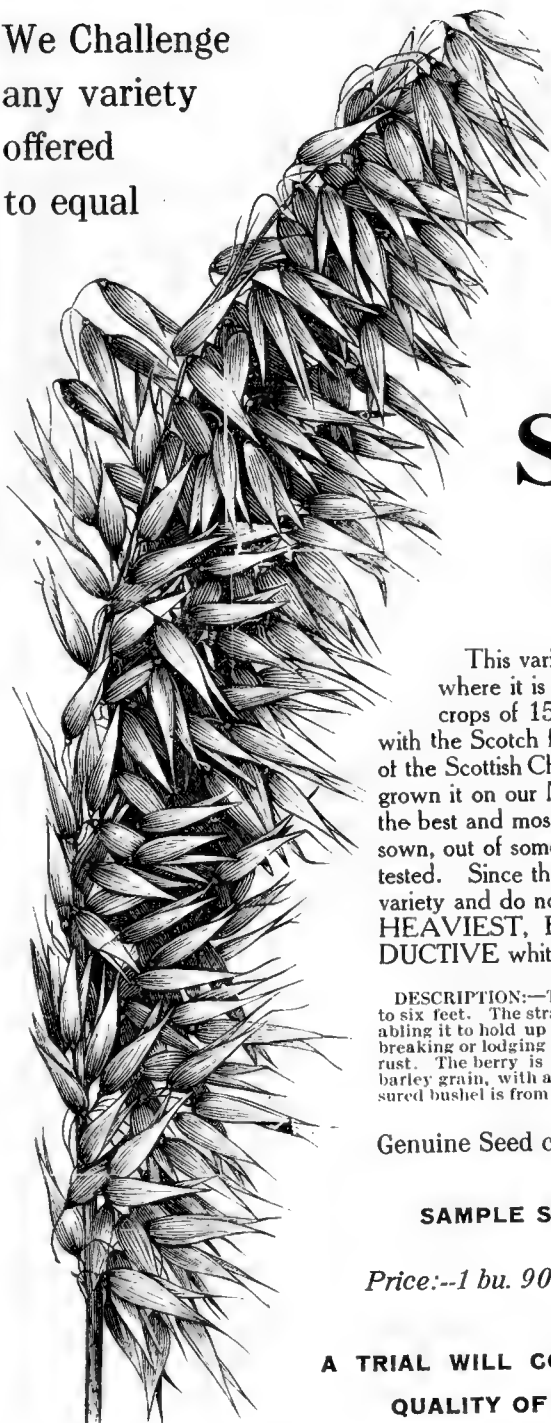 We Challenge
any variety
offered
to equal
S
This vari
where it is
crops of 15
with the Scotch f
of the Scottish Ch
grown it on our
the best and mos
sown, out of some
tested. Since th
variety and do no
HEAVIEST,
DUCTIVE whit
DESCRIPTION:—T
to six feet. The stra
abling it to hold up
breaking or lodging
rust. The berry is
barley grain, with a
sured bushel is from
Genuine Seed c
SAMPLE S
Price:--1 bu. 90
A TRIAL WILL CO
QUALITY OF